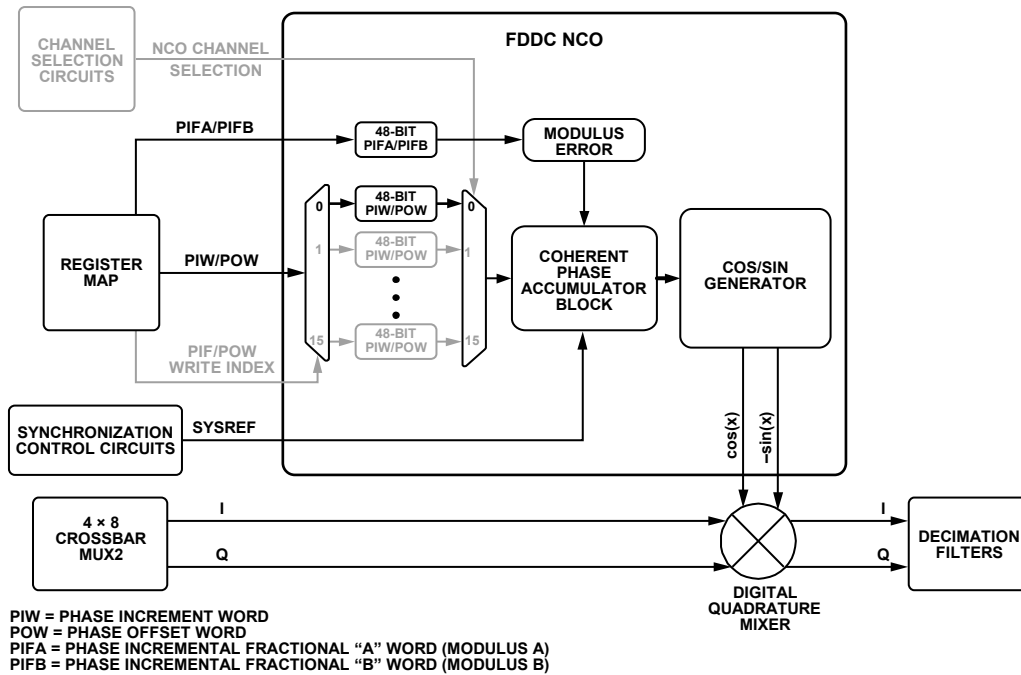 CHANNEL
SELECTION
CIRCUITS
NCO CHANNEL
SELECTION
FDDC NCO
PIFA/PIFB
48-BIT
PIFA/PIFB
MODULUS
ERROR
REGISTER
MAP
PIW/POW
0
48-BIT
PIW/POW
0
1
48-BIT
PIW/POW
1
15
48-BIT
PIW/POW
15
COHERENT
PHASE
ACCUMULATOR
BLOCK
COS/SIN
GENERATOR
PIF/POW
WRITE INDEX
SYNCHRONIZATION
CONTROL CIRCUITS
SYSREF
cos(x)
–sin(x)
4 × 8
CROSSBAR
MUX2
I
Q
DIGITAL
QUADRATURE
MIXER
I
Q
DECIMATION
FILTERS
PIW = PHASE INCREMENT WORD
POW = PHASE OFFSET WORD
PIFA = PHASE INCREMENTAL FRACTIONAL “A” WORD (MODULUS A)
PIFB = PHASE INCREMENTAL FRACTIONAL “B” WORD (MODULUS B)